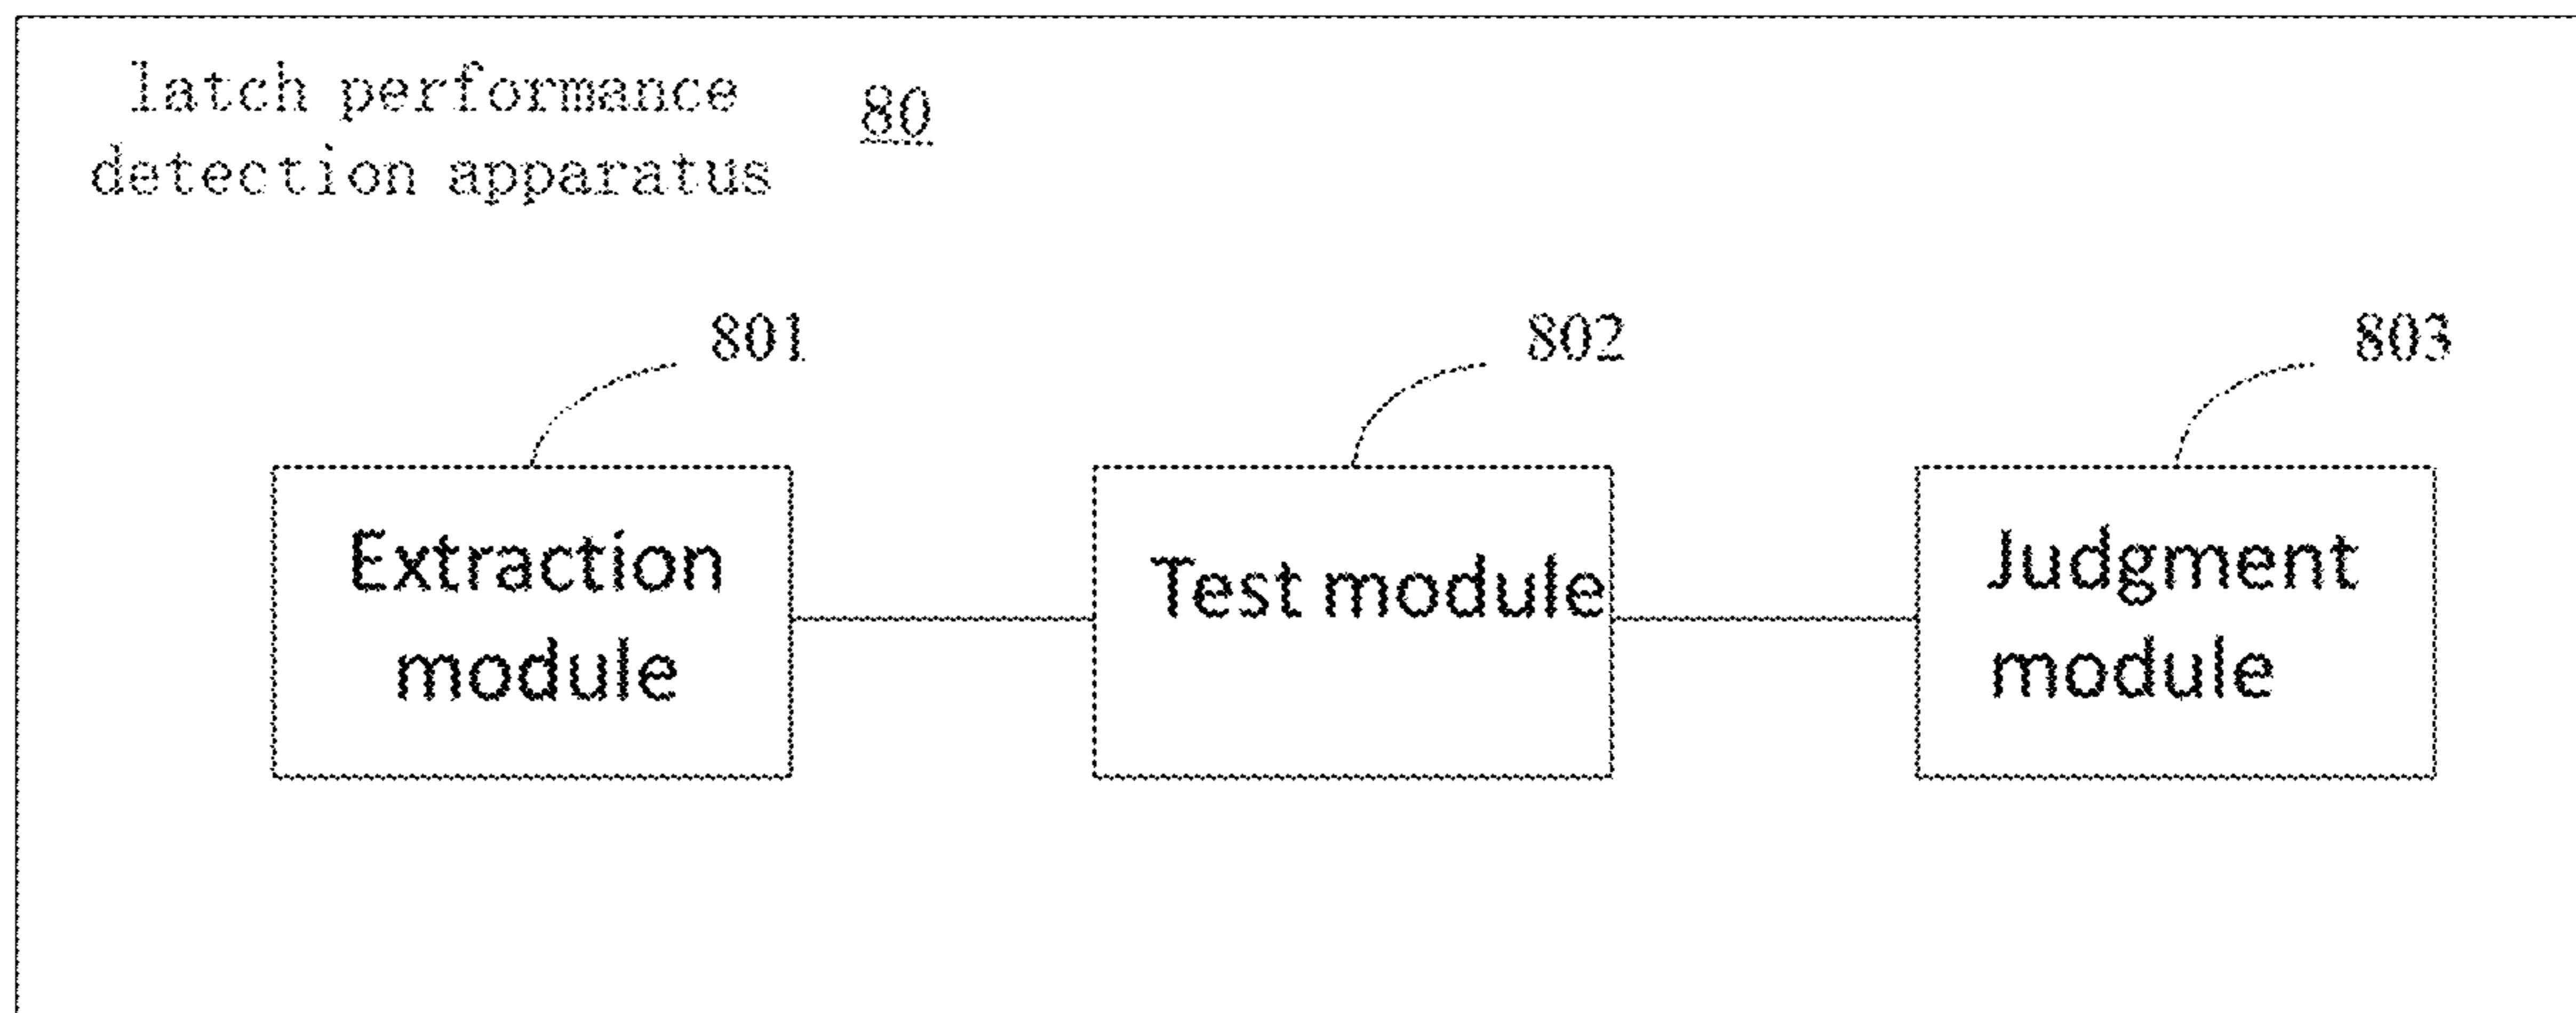 latch performance
detection apparatus
80
801
802
803
Extraction
module
Test module
Judgment
module